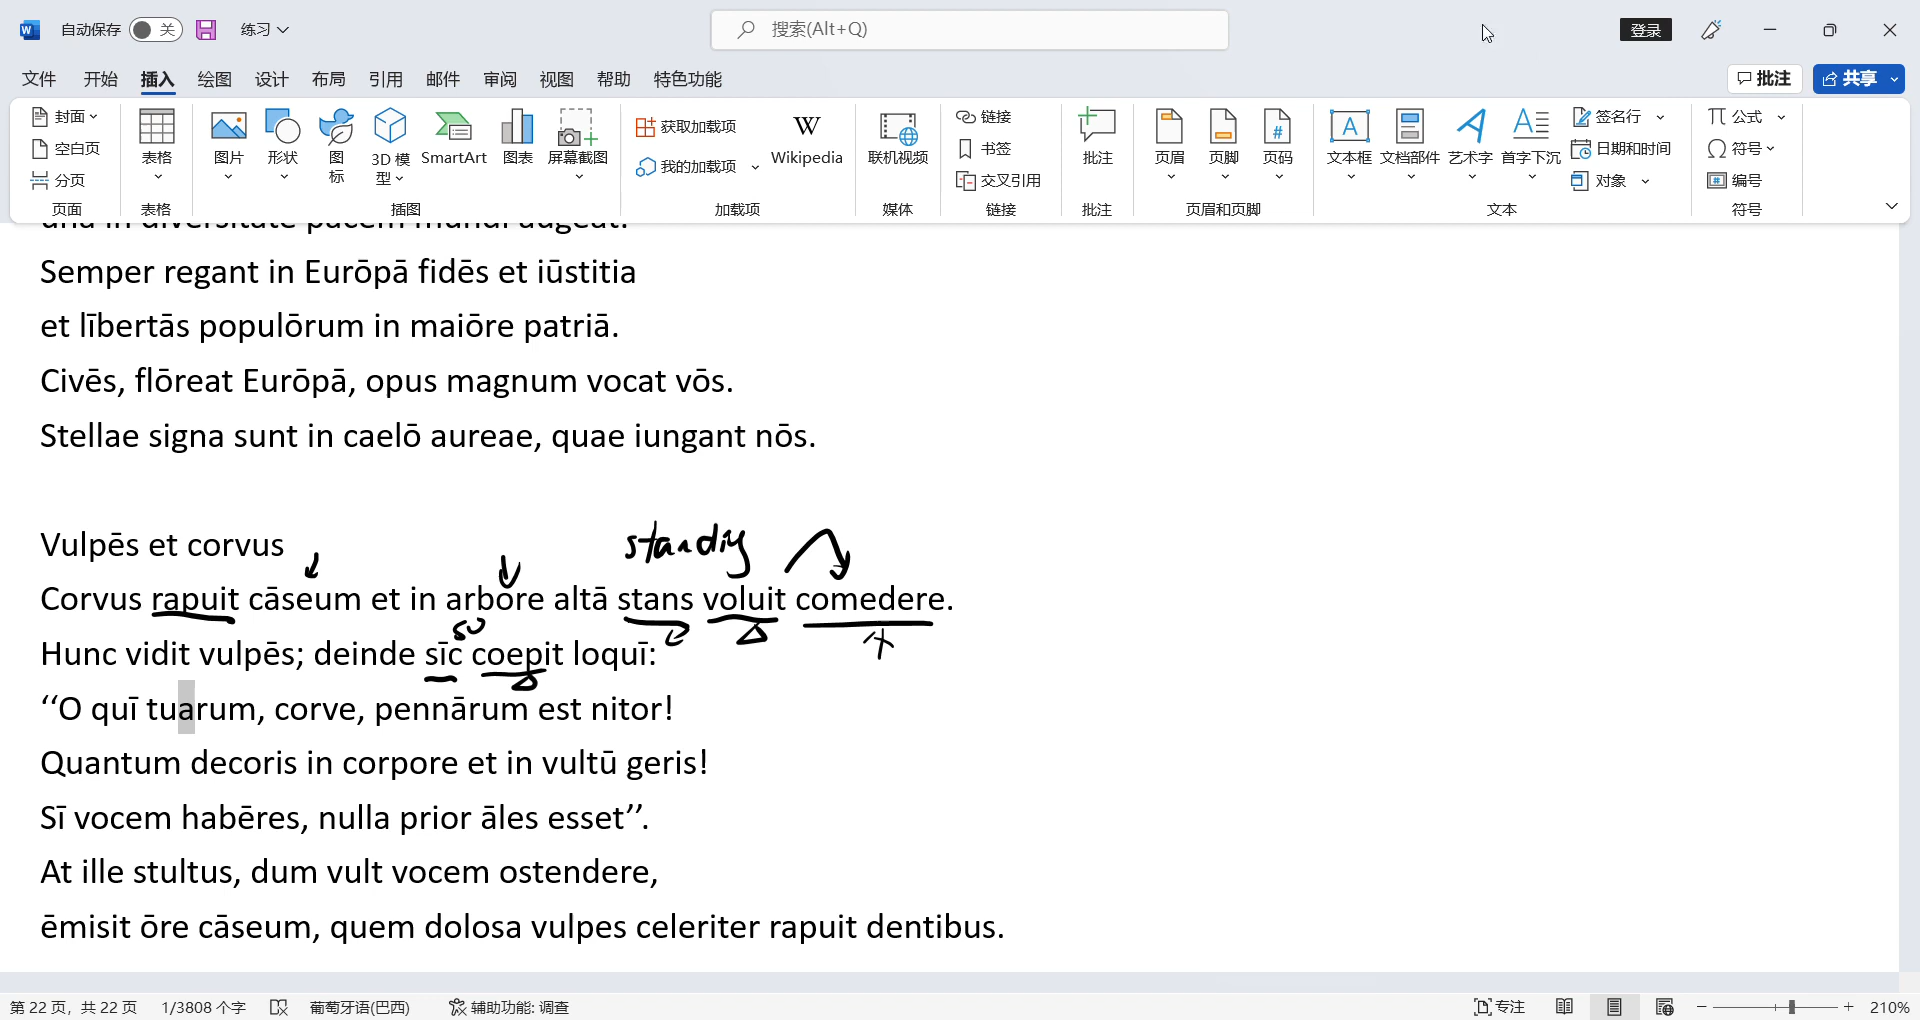 自动保存 关 练习 搜索(Alt+Q) 登录
文件 开始 插入 绘图 设计 布局 引用 邮件 审阅 视图 帮助 特色功能 批注 共享
封面 空白页 分页 页面
表格 表格
图片 形状 图标 3D 模型 SmartArt 图表 屏幕截图 插图
获取加载项 我的加载项 W Wikipedia 加载项
联机视频 媒体
链接 书签 交叉引用 链接
批注 批注
页眉 页脚 页码 页眉和页脚
文本框 文档部件 艺术字 首字下沉 签名行 日期和时间 对象 文本
公式 符号 编号 符号
una in diversitate pacem mundi augeat.
Semper regant in Eurōpā fidēs et iūstitia
et lībertās populōrum in maiōre patriā.
Cīvēs, flōreat Eurōpā, opus magnum vocat vōs.
Stellae signa sunt in caelō aureae, quae iungant nōs.
Vulpēs et corvus
standing
Corvus rapuit cāseum et in arbore altā stans voluit comedere.
so
Hunc vidit vulpēs; deinde sīc coepit loquī:
‘‘O quī tuarum, corve, pennārum est nitor!
Quantum decoris in corpore et in vultū geris!
Sī vocem habēres, nulla prior āles esset’’.
At ille stultus, dum vult vocem ostendere,
ēmisit ōre cāseum, quem dolosa vulpes celeriter rapuit dentibus.
第 22 页，共 22 页 1/3808 个字 葡萄牙语(巴西) 辅助功能: 调查 专注 210%